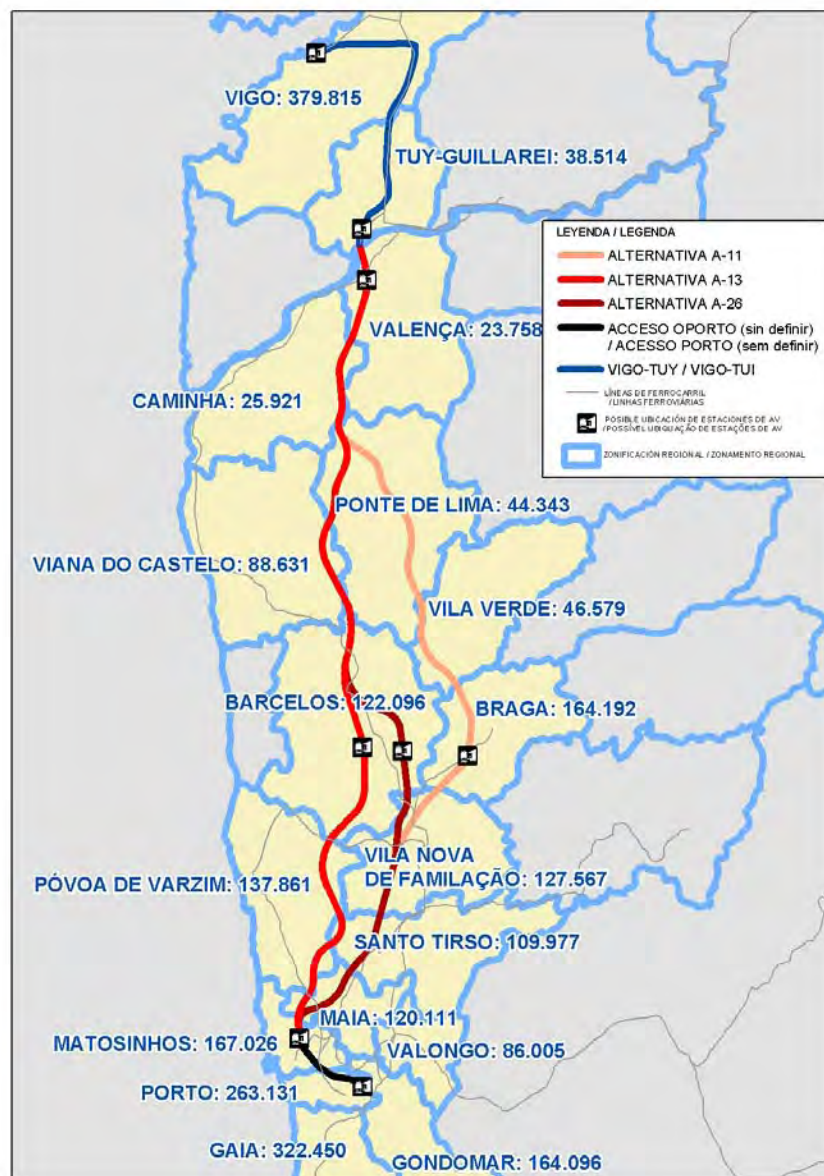 VIGO: 379.815
TUY-GUILLAREI: 38.514
LEYENDA / LEGENDA
ALTERNATIVA A-11
ALTERNATIVA A-13
ALTERNATIVA A-26
ACCESO OPORTO (sin definir)
/ ACESSO PORTO (sem definir)
VIGO-TUY / VIGO-TUI
LÍNEAS DE FERROCARRIL
/ LINHAS FERROVIÁRIAS
POSIBLE UBICACIÓN DE ESTACIONES DE AV
/ POSSÍVEL UBIQUAÇÃO DE ESTAÇÕES DE AV
ZONIFICACIÓN REGIONAL / ZONAMENTO REGIONAL
VALENÇA: 23.758
CAMINHA: 25.921
PONTE DE LIMA: 44.343
VIANA DO CASTELO: 88.631
VILA VERDE: 46.579
BARCELOS: 122.096
BRAGA: 164.192
VILA NOVA
DE FAMILAÇÃO: 127.567
PÓVOA DE VARZIM: 137.861
SANTO TIRSO: 109.977
MAIA: 120.111
MATOSINHOS: 167.026
VALONGO: 86.005
PORTO: 263.131
GAIA: 322.450
GONDOMAR: 164.096